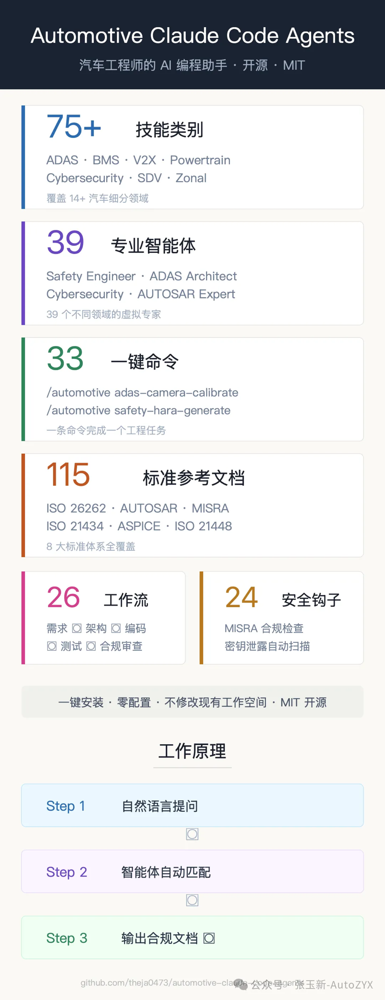 Automotive Claude Code Agents
汽车工程师的 AI 编程助手 · 开源 · MIT
75+ 技能类别
ADAS · BMS · V2X · Powertrain
Cybersecurity · SDV · Zonal
覆盖 14+ 汽车细分领域
39 专业智能体
Safety Engineer · ADAS Architect
Cybersecurity · AUTOSAR Expert
39 个不同领域的虚拟专家
33 一键命令
/automotive adas-camera-calibrate
/automotive safety-hara-generate
一条命令完成一个工程任务
115 标准参考文档
ISO 26262 · AUTOSAR · MISRA
ISO 21434 · ASPICE · ISO 21448
8 大标准体系全覆盖
26 工作流
需求 架构 编码
测试 合规审查
24 安全钩子
MISRA 合规检查
密钥泄露自动扫描
一键安装 · 零配置 · 不修改现有工作空间 · MIT 开源
工作原理
Step 1 自然语言提问
Step 2 智能体自动匹配
Step 3 输出合规文档
github.com/theja0473/automotive-claude-code-agents
公众号 · 张玉新-AutoZYX